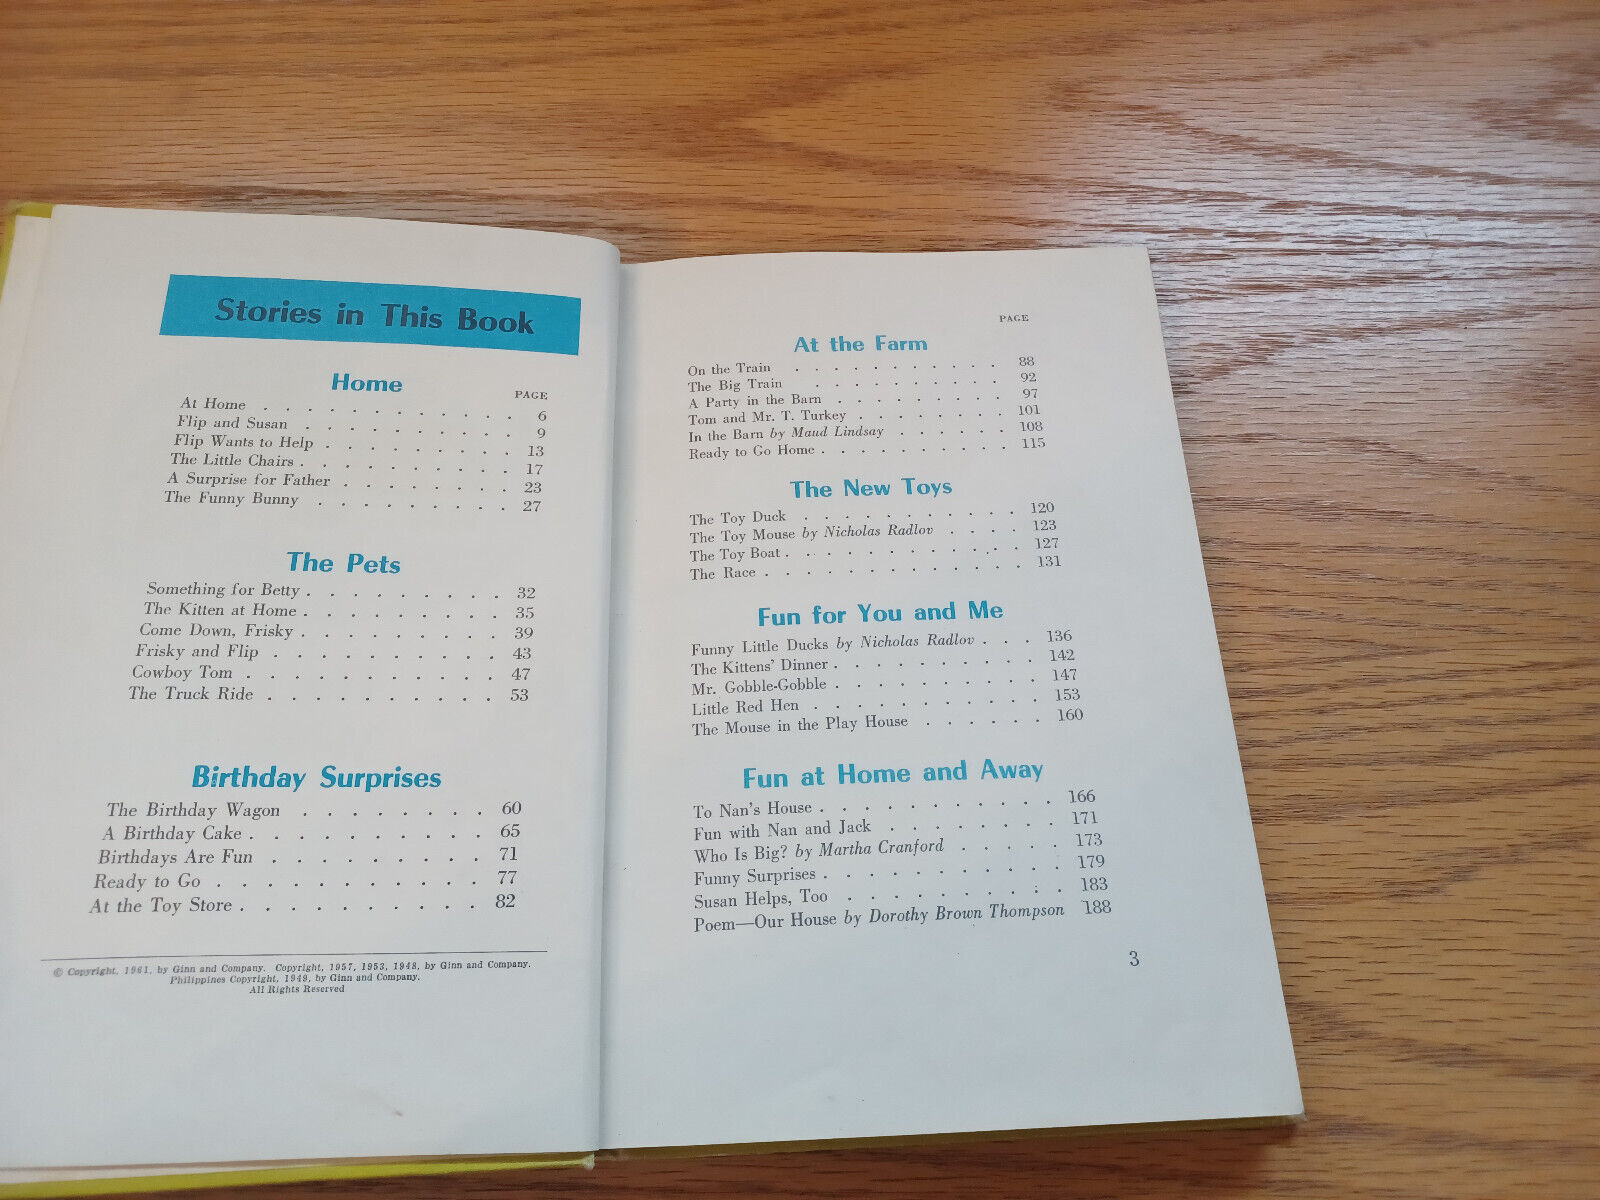 Stories in This Book
Home
PAGE
At Home . . . . . . . . . . . . 6
Flip and Susan . . . . . . . . . . 9
Flip Wants to Help . . . . . . . . . 13
The Little Chairs . . . . . . . . . . 17
A Surprise for Father . . . . . . . . 23
The Funny Bunny . . . . . . . . . 27
The Pets
Something for Betty . . . . . . . . . 32
The Kitten at Home . . . . . . . . . 35
Come Down, Frisky . . . . . . . . . 39
Frisky and Flip . . . . . . . . . . 43
Cowboy Tom . . . . . . . . . . . 47
The Truck Ride . . . . . . . . . . 53
Birthday Surprises
The Birthday Wagon . . . . . . . . 60
A Birthday Cake . . . . . . . . . . 65
Birthdays Are Fun . . . . . . . . . 71
Ready to Go . . . . . . . . . . . 77
At the Toy Store . . . . . . . . . . 82
© Copyright, 1961, by Ginn and Company. Copyright, 1957, 1953, 1948, by Ginn and Company.
Philippines Copyright, 1949, by Ginn and Company.
All Rights Reserved
PAGE
At the Farm
On the Train . . . . . . . . . . . 88
The Big Train . . . . . . . . . . 92
A Party in the Barn . . . . . . . . . 97
Tom and Mr. T. Turkey . . . . . . . . 101
In the Barn by Maud Lindsay . . . . . . 108
Ready to Go Home . . . . . . . . . . 115
The New Toys
The Toy Duck . . . . . . . . . . . 120
The Toy Mouse by Nicholas Radlov . . . . 123
The Toy Boat . . . . . . . . . . . . 127
The Race . . . . . . . . . . . . . 131
Fun for You and Me
Funny Little Ducks by Nicholas Radlov . . . 136
The Kittens' Dinner . . . . . . . . . . 142
Mr. Gobble-Gobble . . . . . . . . . . 147
Little Red Hen . . . . . . . . . . . 153
The Mouse in the Play House . . . . . . 160
Fun at Home and Away
To Nan's House . . . . . . . . . . . 166
Fun with Nan and Jack . . . . . . . . 171
Who Is Big? by Martha Cranford . . . . . 173
Funny Surprises . . . . . . . . . . . 179
Susan Helps, Too . . . . . . . . . . 183
Poem—Our House by Dorothy Brown Thompson 188
3